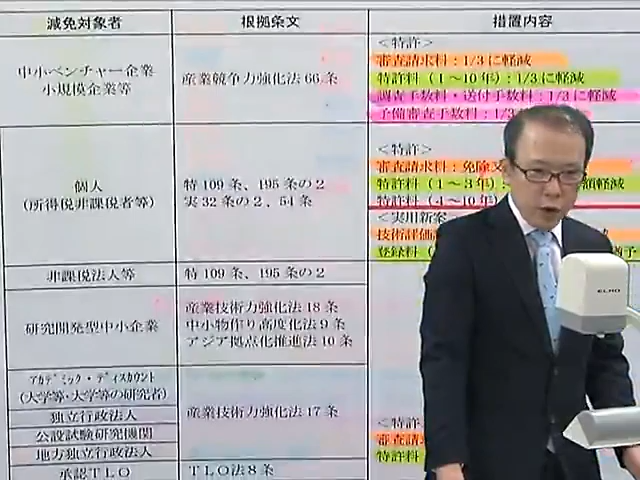 減免対象者
根拠条文
措置内容
中小ベンチャー企業
小規模企業等
産業競争力強化法66条
＜特許＞
審査請求料：1/3に軽減
特許料（1～10年）：1/3に軽減
調査手数料・送付手数料：1/3に軽減
予備審査手数料：1/3
個人
（所得税非課税者等）
特109条、195条の2
実32条の2、54条
＜特許＞
審査請求料：免除又
特許料（1～3年）：
額軽減
特許料（4～10年）
＜実用新案
技術評価
登録料（
猶予
非課税法人等
特109条、195条の2
研究開発型中小企業
産業技術力強化法18条
中小物作り高度化法9条
アジア拠点化推進法10条
ｱｶﾃﾞﾐｯｸ・ﾃﾞｨｽｶｳﾝﾄ
（大学等・大学等の研究者）
独立行政法人
公設試験研究機関
地方独立行政法人
産業技術力強化法17条
＜特許
審査請
特許料
承認TLO
TLO法8条
ELMO